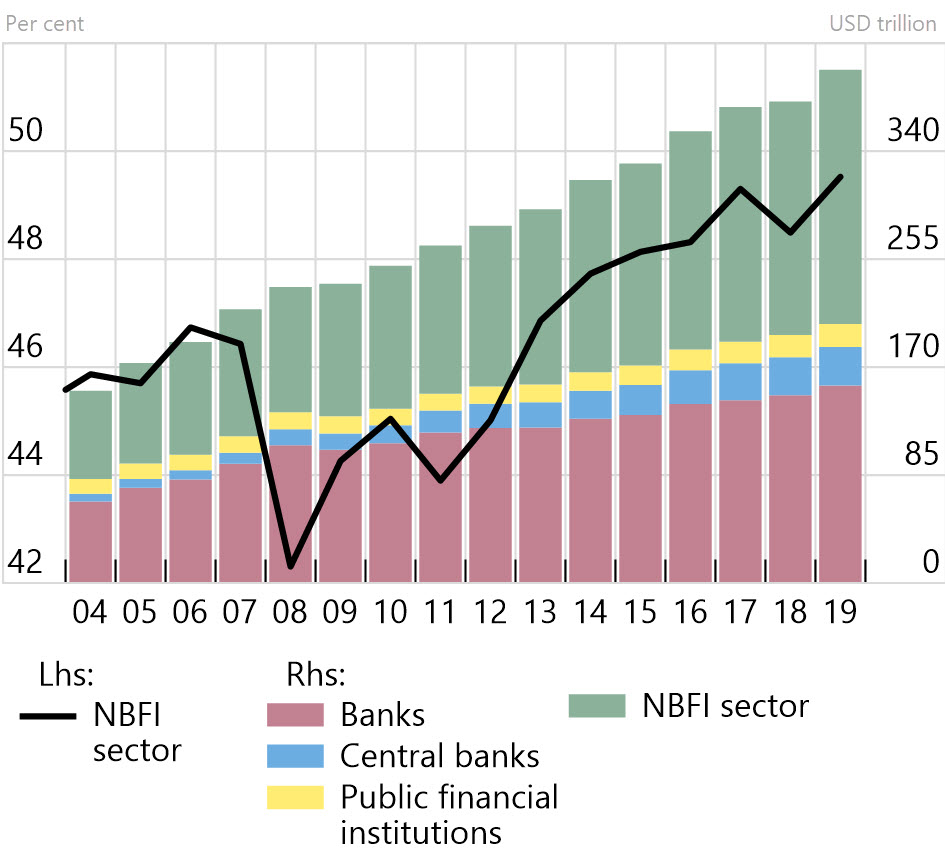 Per cent
USD trillion
50
340
48
255
46
170
44
85
42
0
04 05 06 07 08 09 10 11 12 13 14 15 16 17 18 19
Lhs:
NBFI
sector
Rhs:
Banks
Central banks
Public financial
institutions
NBFI sector